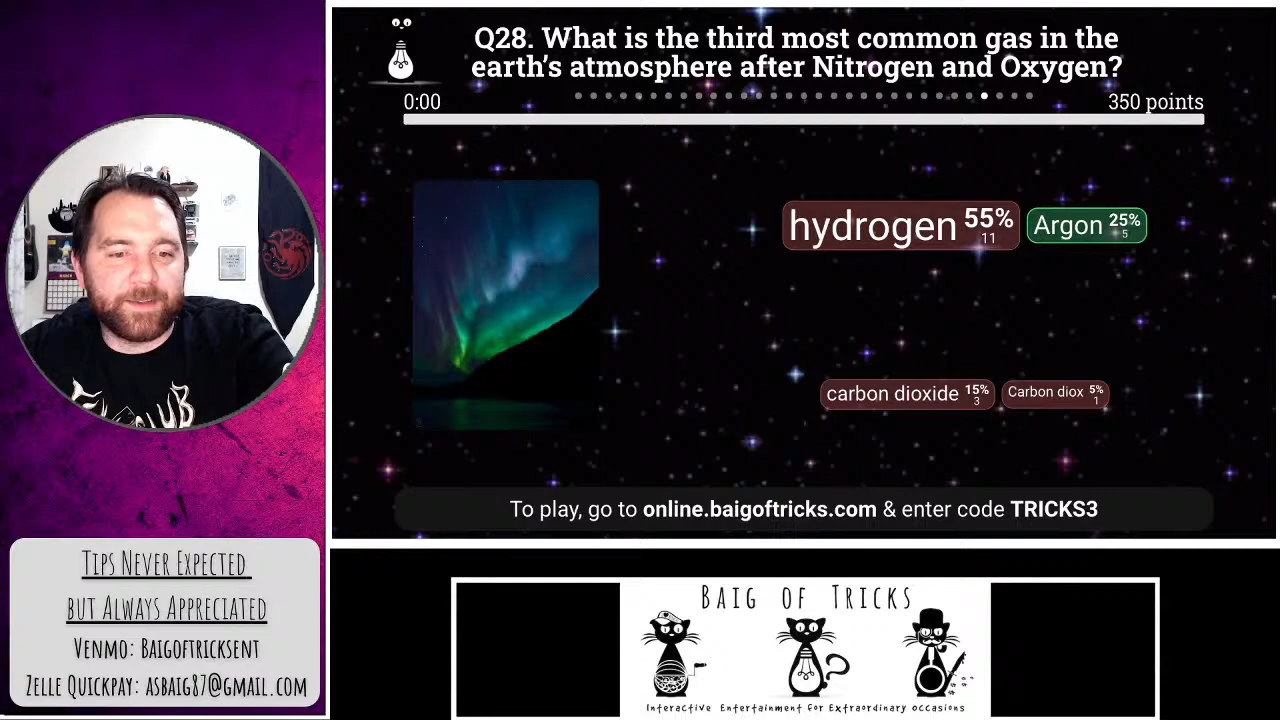 Q28. What is the third most common gas in the
earth's atmosphere after Nitrogen and Oxygen?
0:00
350 points
hydrogen 55%
11
Argon 25%
5
carbon dioxide 15%
3
Carbon diox 5%
1
To play, go to online.baigoftricks.com & enter code TRICKS3
Tips Never Expected
but Always Appreciated
Venmo: Baigoftricksent
Zelle Quickpay: asbaig87@gmail.com
Baig of Tricks
Interactive Entertainment for Extraordinary occasions